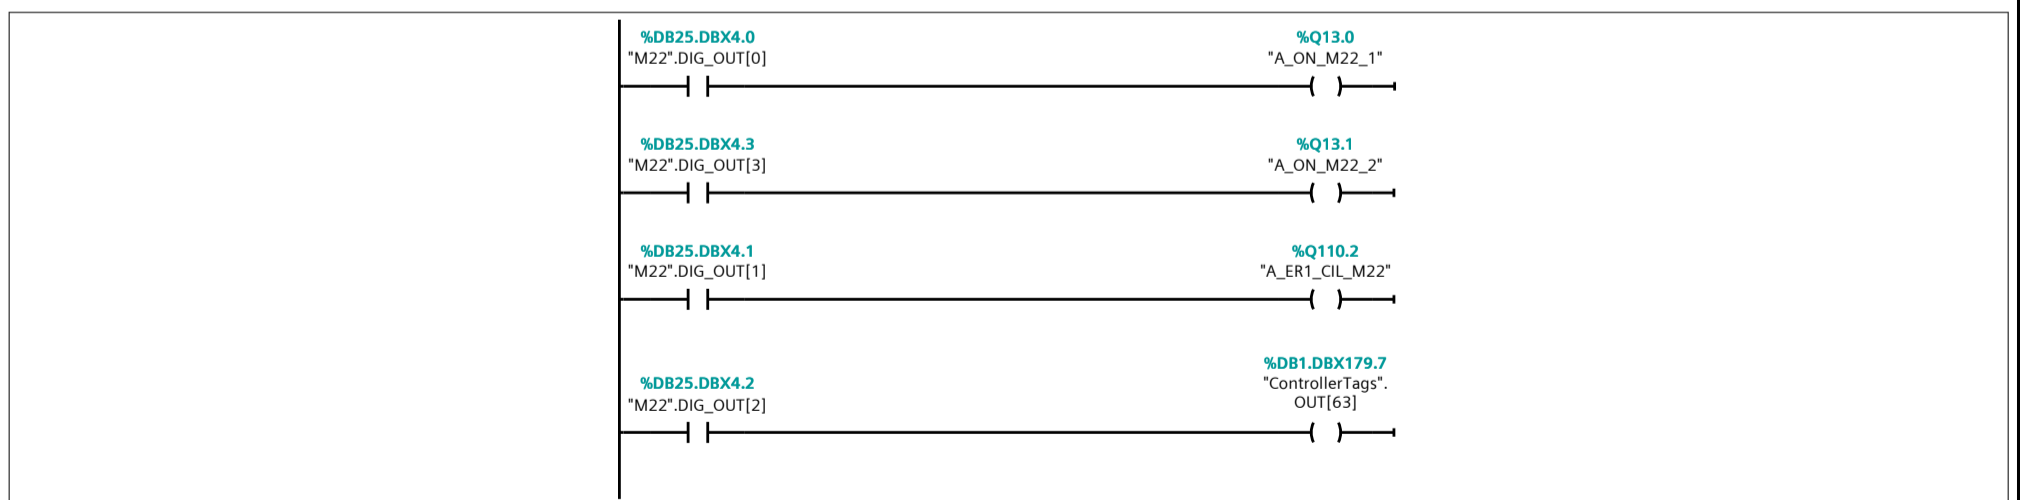 %DB25.DBX4.0
"M22".DIG_OUT[0]
%Q13.0
"A_ON_M22_1"
%DB25.DBX4.3
"M22".DIG_OUT[3]
%Q13.1
"A_ON_M22_2"
%DB25.DBX4.1
"M22".DIG_OUT[1]
%Q110.2
"A_ER1_CIL_M22"
%DB25.DBX4.2
"M22".DIG_OUT[2]
%DB1.DBX179.7
"ControllerTags".
OUT[63]